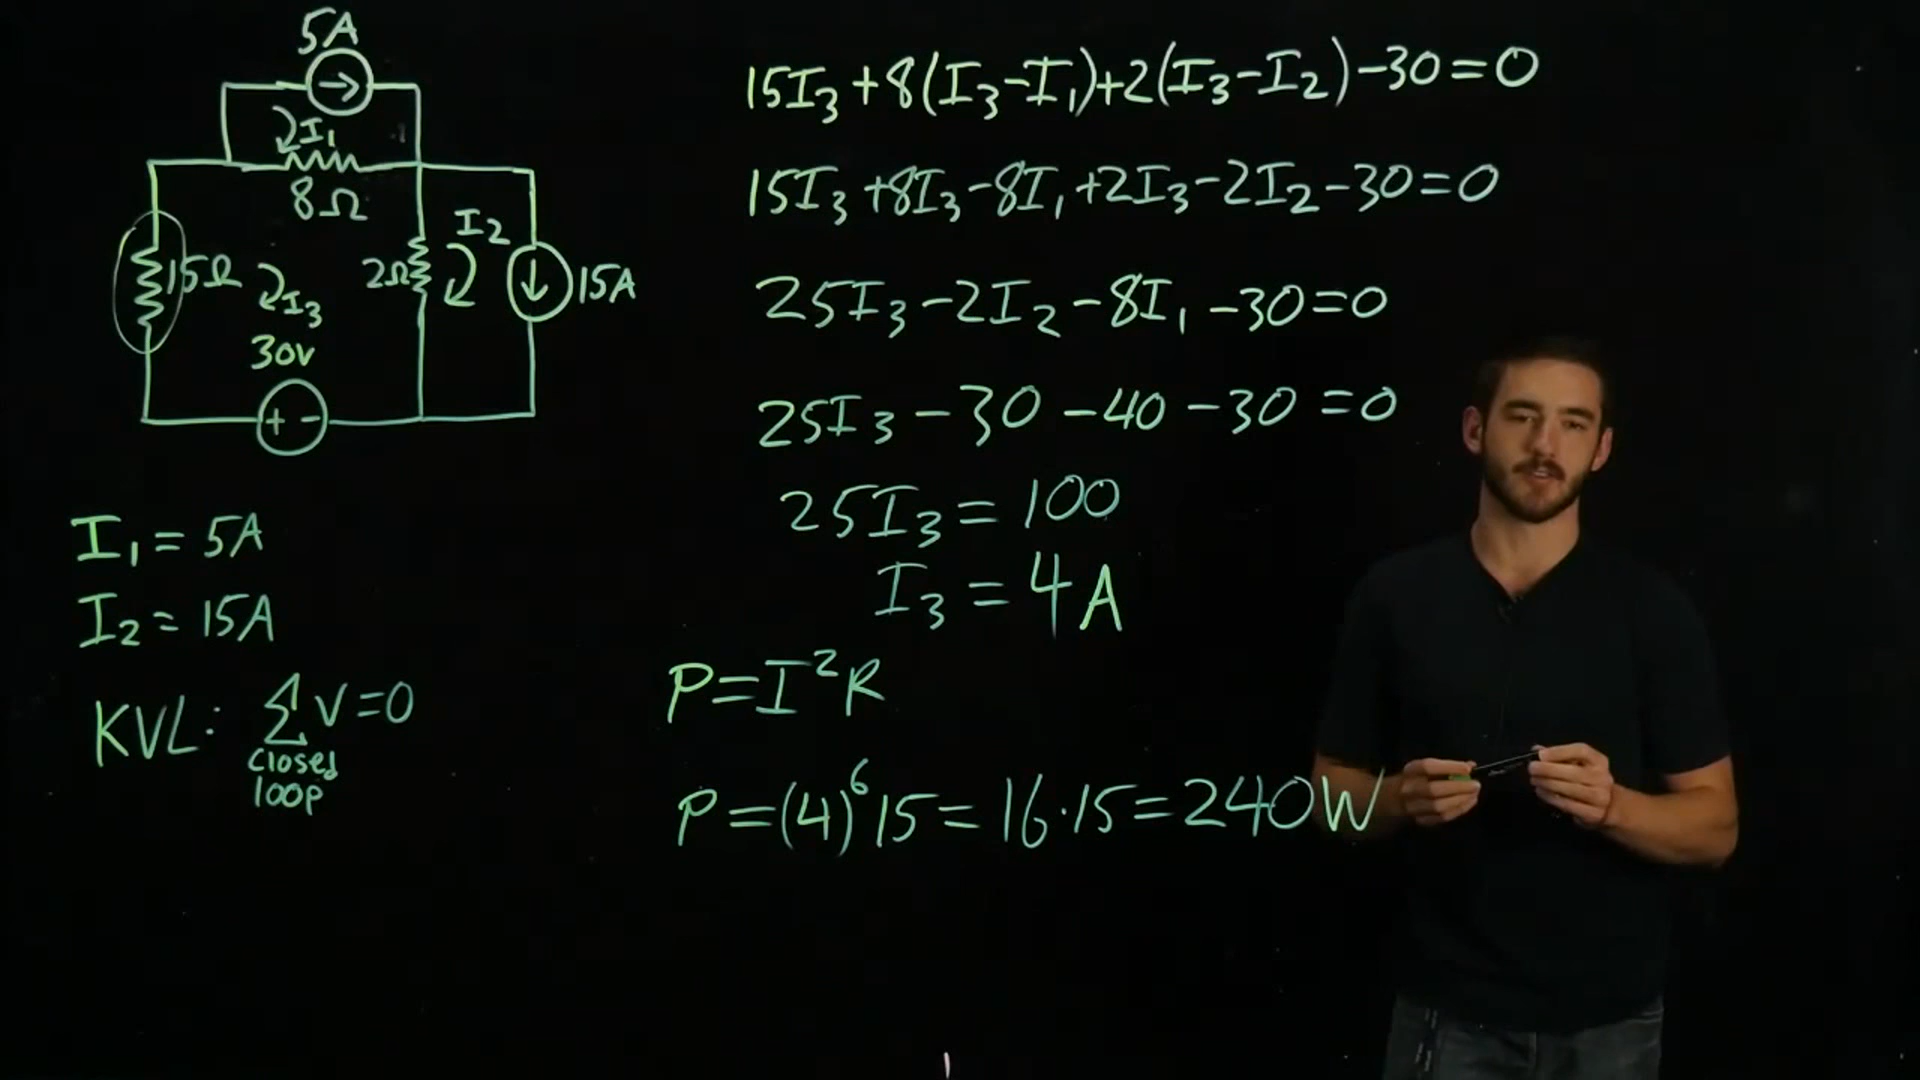 5A
I₁
8Ω
15Ω
I₃
2Ω
I₂
15A
30V
+ -
I₁ = 5A
I₂ = 15A
KVL: Σ V = 0
closed
loop
15I₃ + 8(I₃ - I₁) + 2(I₃ - I₂) - 30 = 0
15I₃ + 8I₃ - 8I₁ + 2I₃ - 2I₂ - 30 = 0
25I₃ - 2I₂ - 8I₁ - 30 = 0
25I₃ - 30 - 40 - 30 = 0
25I₃ = 100
I₃ = 4A
P = I²R
P = (4)⁶ 15 = 16 · 15 = 240W